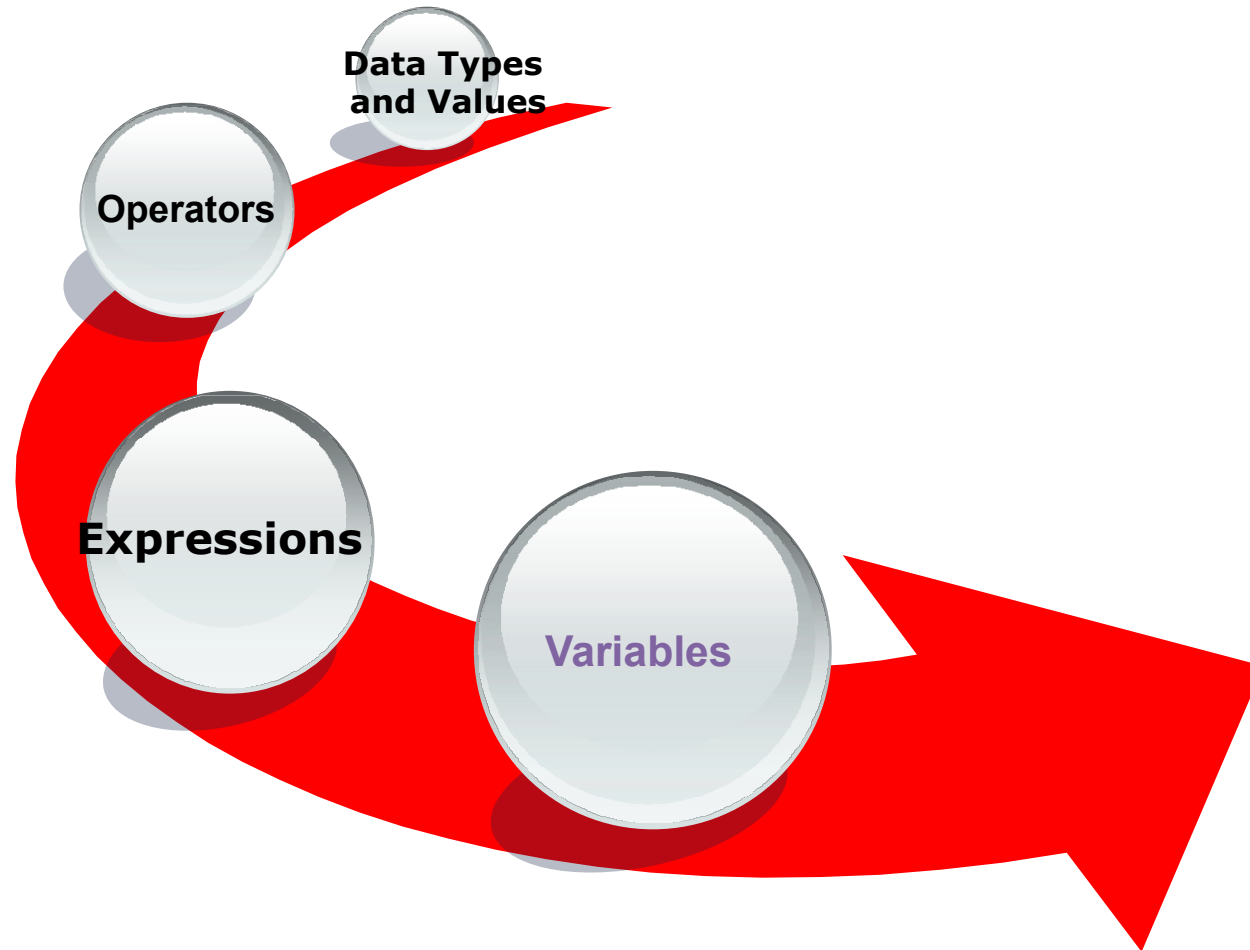 Data Types
and Values
Operators
Expressions
Variables